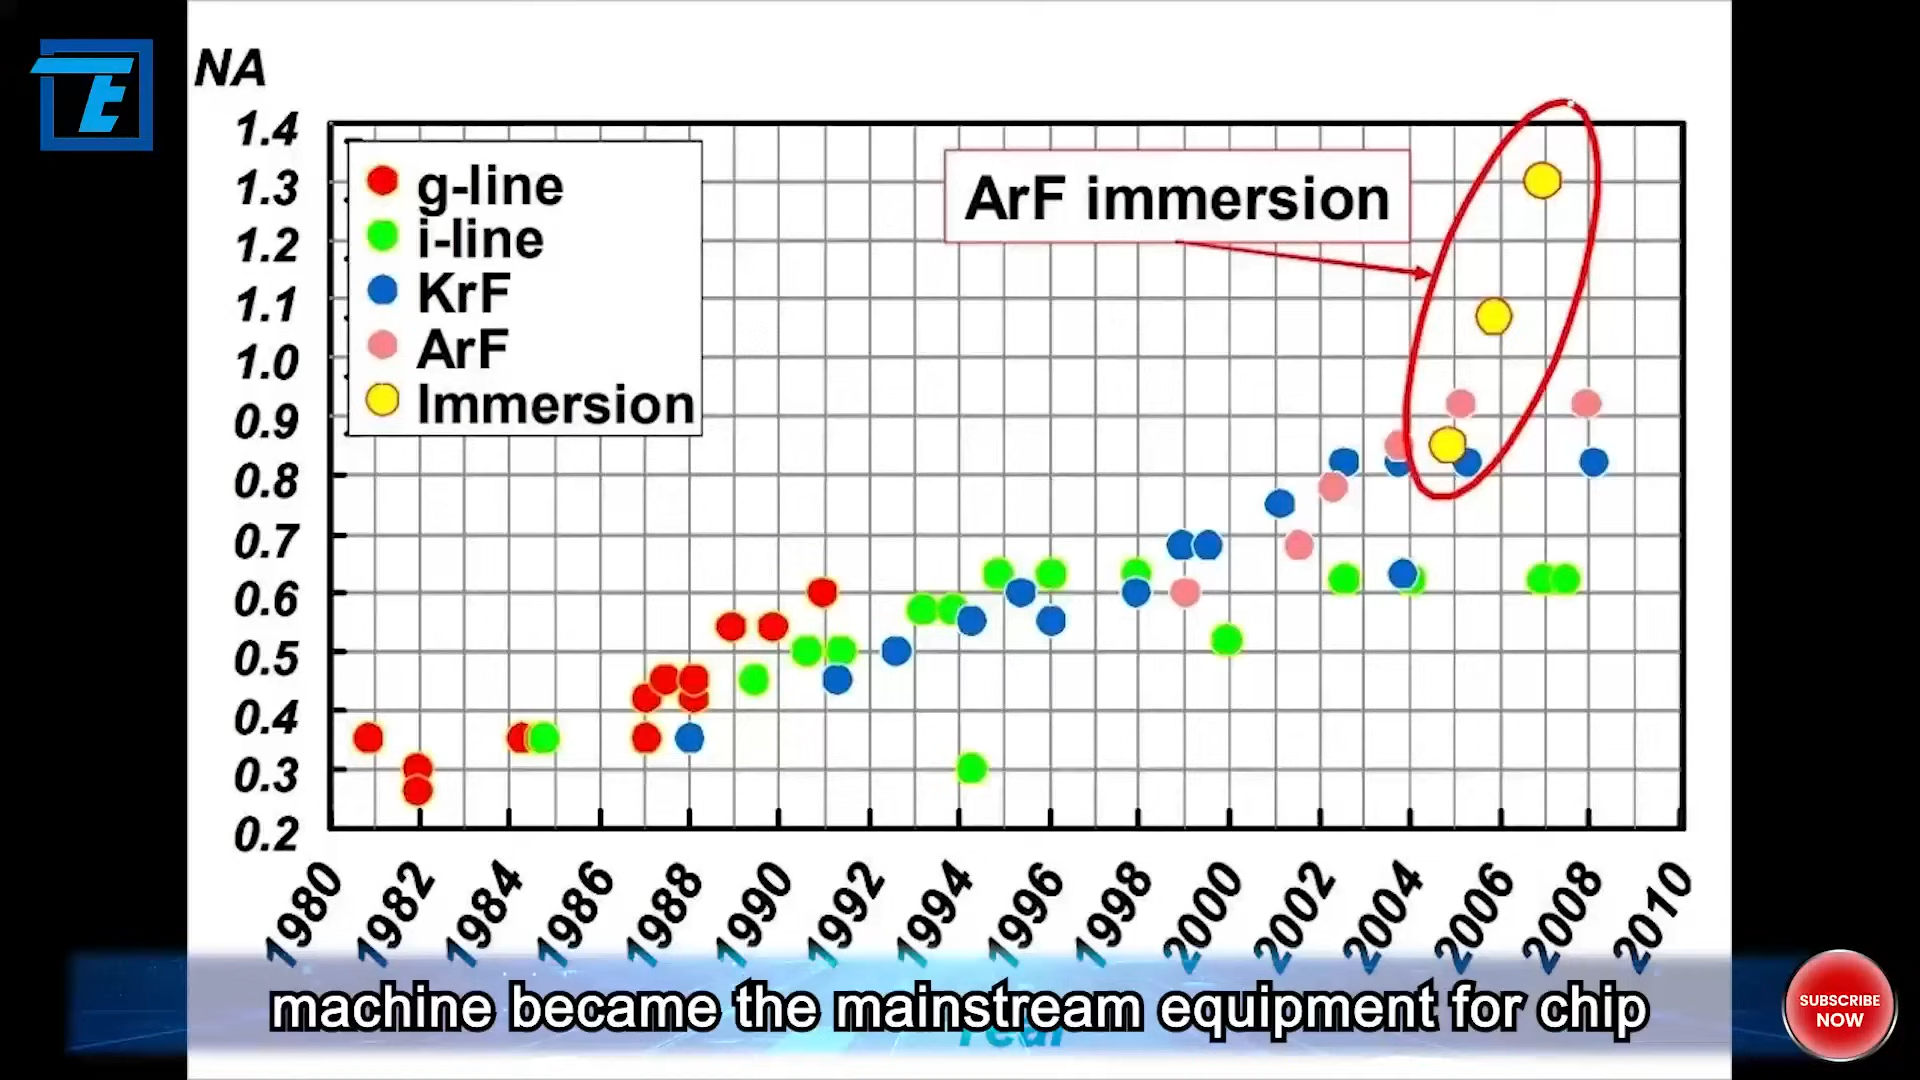 TE
NA
1.4
1.3
1.2
1.1
1.0
0.9
0.8
0.7
0.6
0.5
0.4
0.3
0.2
g-line
i-line
KrF
ArF
Immersion
ArF immersion
1980 1982 1984 1986 1988 1990 1992 1994 1996 1998 2000 2002 2004 2006 2008 2010
Year
machine became the mainstream equipment for chip
SUBSCRIBE
NOW